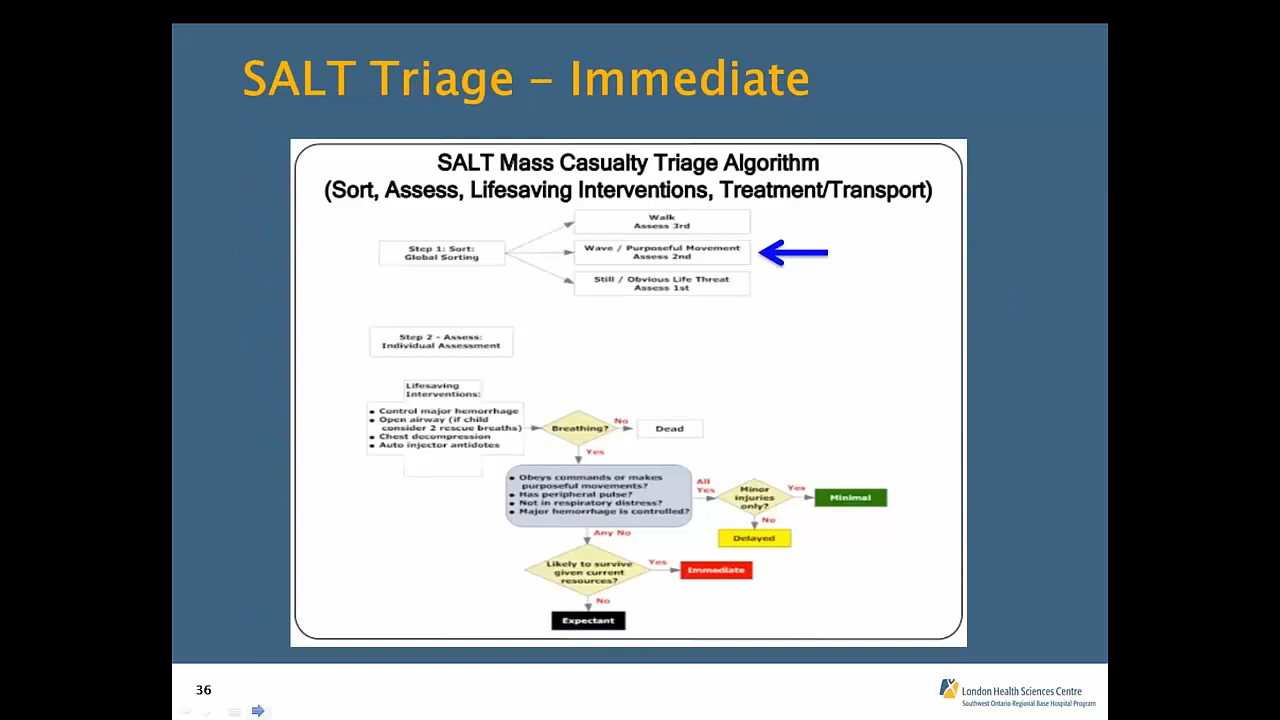 SALT Triage – Immediate
SALT Mass Casualty Triage Algorithm
(Sort, Assess, Lifesaving Interventions, Treatment/Transport)
Walk
Assess 3rd
Step 1: Sort:
Global Sorting
Wave / Purposeful Movement
Assess 2nd
Still / Obvious Life Threat
Assess 1st
Step 2 - Assess:
Individual Assessment
Lifesaving
Interventions:
• Control major hemorrhage
• Open airway (if child
consider 2 rescue breaths)
• Chest decompression
• Auto injector antidotes
Breathing?
No
Dead
Yes
• Obeys commands or makes
purposeful movements?
• Has peripheral pulse?
• Not in respiratory distress?
• Major hemorrhage is controlled?
All
Yes
Minor
injuries
only?
Yes
Minimal
No
Delayed
Any No
Likely to survive
given current
resources?
Yes
Immediate
No
Expectant
36
London Health Sciences Centre
Southwest Ontario Regional Base Hospital Program